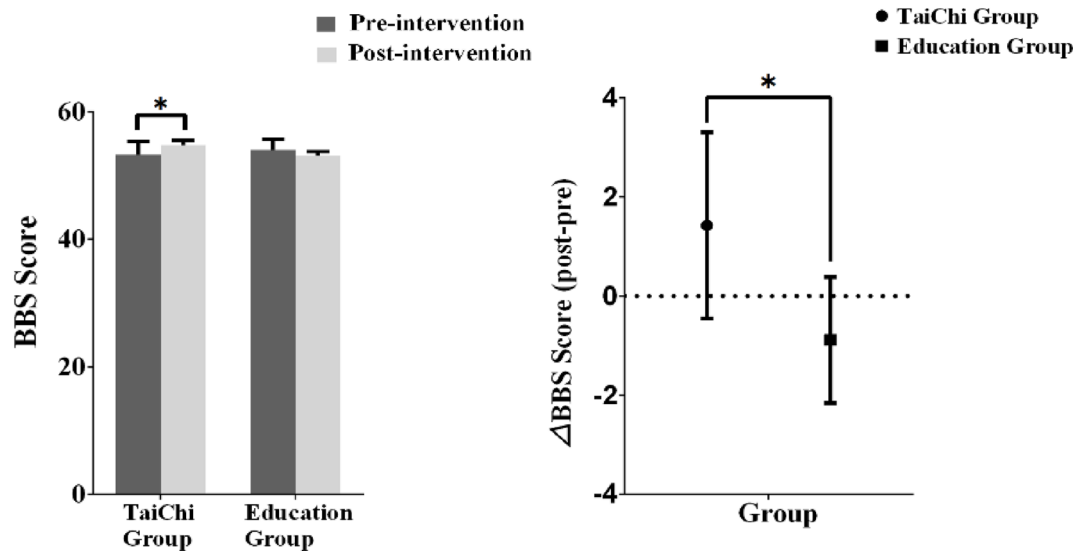 Pre-intervention
Post-intervention
*
60
40
20
0
BBS Score
TaiChi
Group
Education
Group
TaiChi Group
Education Group
*
4
2
0
-2
-4
ΔBBS Score (post-pre)
Group